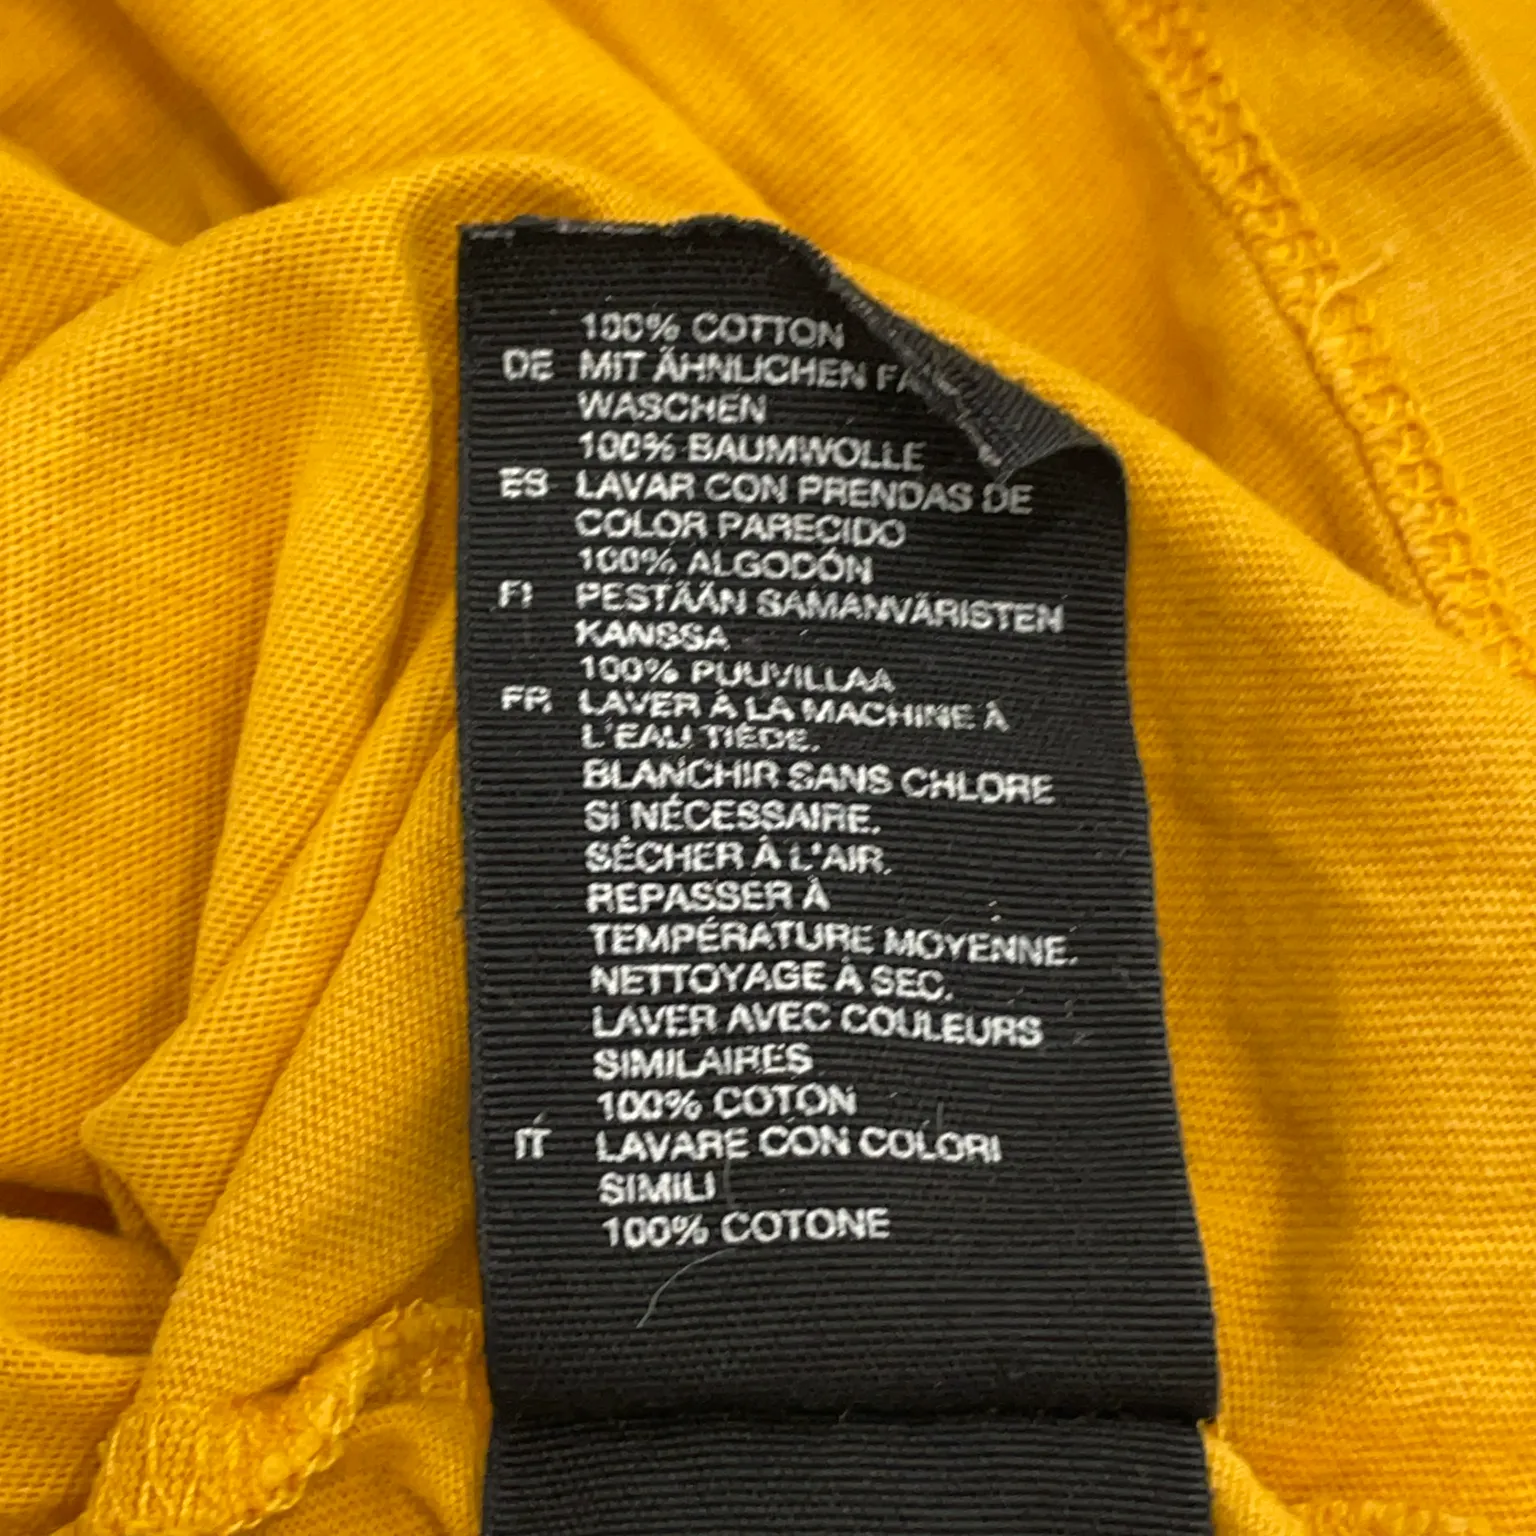 100% COTTON
DE MIT ÄHNLICHEN
WASCHEN
100% BAUMWOLLE
ES LAVAR CON PRENDAS DE
COLOR PARECIDO
100% ALGODÓN
FI PESTÄÄN SAMANVÄRISTEN
KANSSA
100% PUUVILLAA
FR LAVER À LA MACHINE À
L'EAU TIÈDE.
BLANCHIR SANS CHLORE
SI NÉCESSAIRE.
SÉCHER À L'AIR.
REPASSER À
TEMPÉRATURE MOYENNE.
NETTOYAGE À SEC.
LAVER AVEC COULEURS
SIMILAIRES
100% COTON
IT LAVARE CON COLORI
SIMILI
100% COTONE